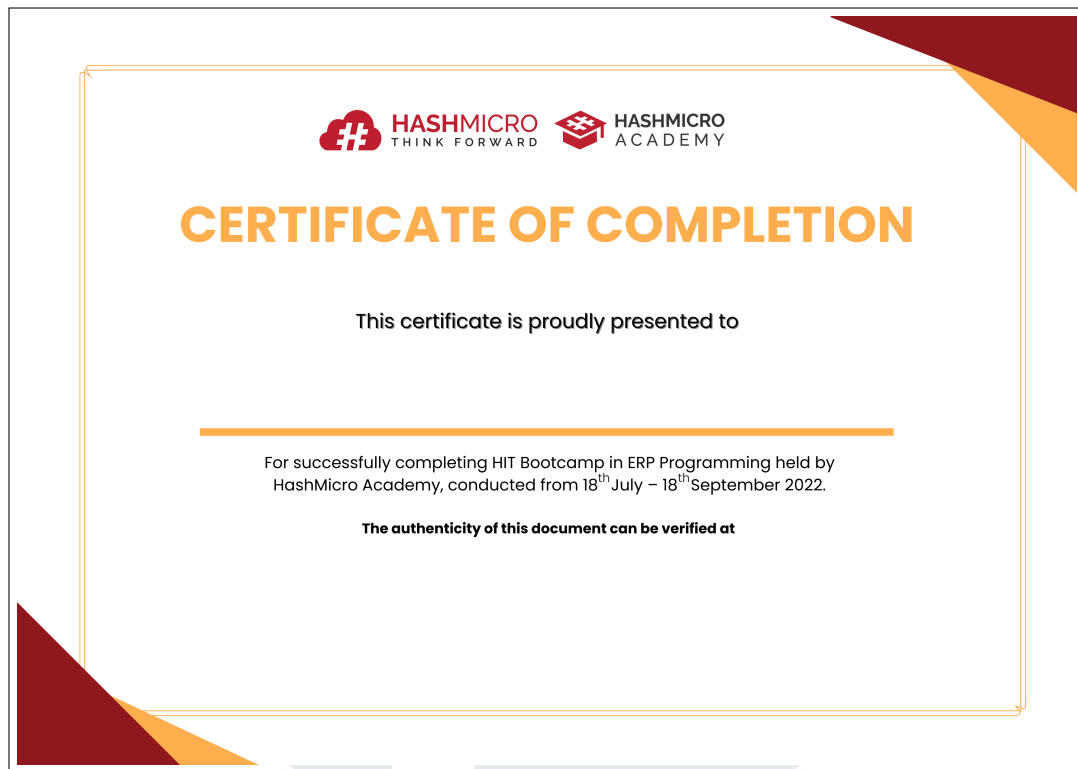 HASHMICRO HASHMICRO
THINK FORWARD ACADEMY
CERTIFICATE OF COMPLETION
This certificate is proudly presented to
For successfully completing HIT Bootcamp in ERP Programming held by
HashMicro Academy, conducted from 18th July – 18th September 2022.
The authenticity of this document can be verified at